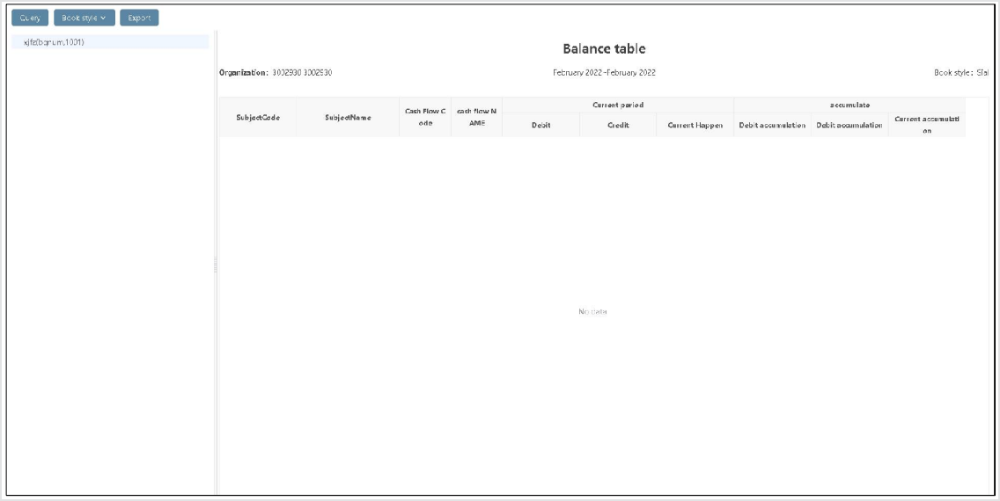 Query Book style Export
xjfz(bgnum,1001)
Balance table
Organization: 3002930 3002930 February 2022-February 2022 Book style:
SubjectCode SubjectName Cash Flow C
ode cash flow N
AME Current period accumulate
Debit Credit Current Happen Debit accumulation Debit accumulation Current accumulati
on
No data